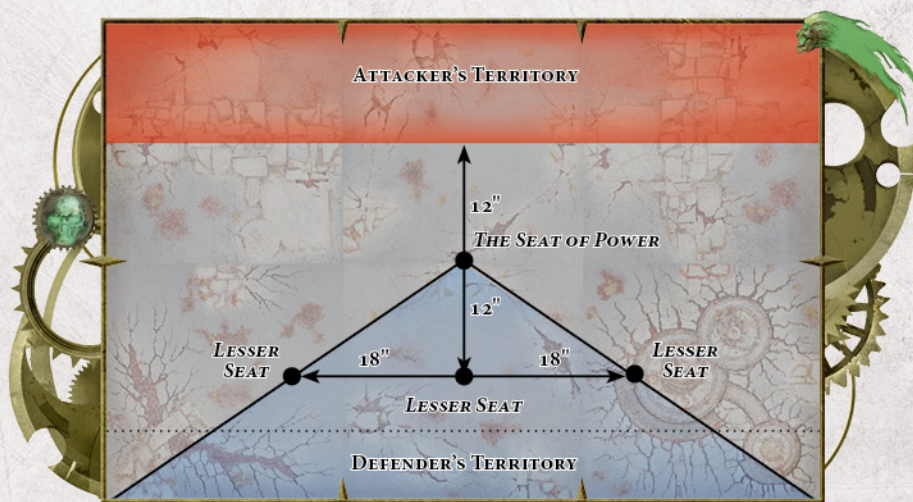 ATTACKER'S TERRITORY
12"
THE SEAT OF POWER
12"
LESSER
SEAT
18"
18"
LESSER
SEAT
LESSER SEAT
DEFENDER'S TERRITORY